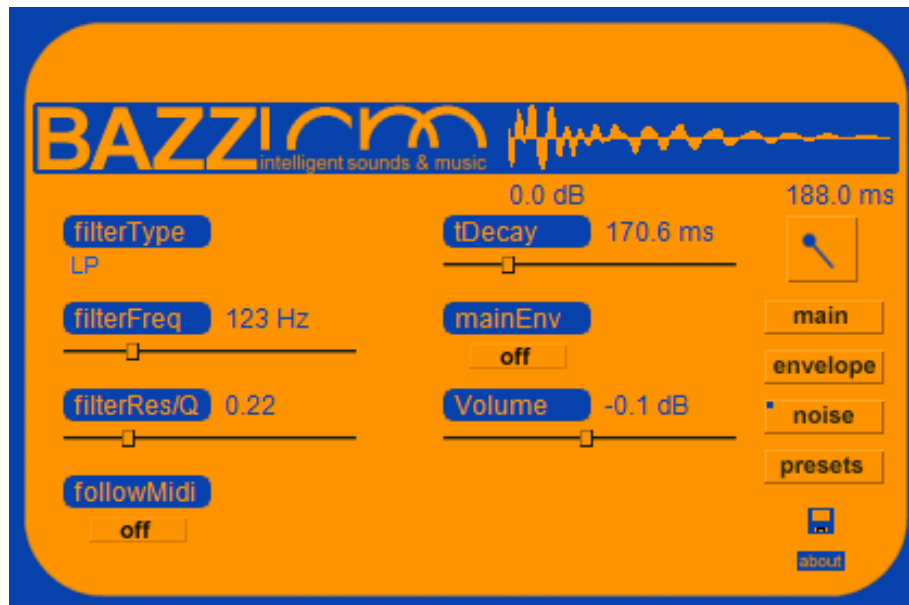 BAZZ!
intelligent sounds & music
0.0 dB
188.0 ms
filterType
LP
tDecay 170.6 ms
filterFreq 123 Hz
mainEnv
off
main
envelope
filterRes/Q 0.22
Volume -0.1 dB
noise
presets
followMidi
off
about